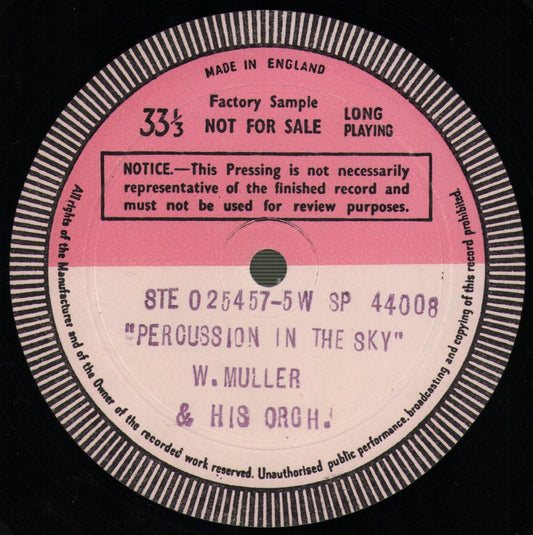 MADE IN ENGLAND
Factory Sample
33⅓ NOT FOR SALE LONG PLAYING
NOTICE.—This Pressing is not necessarily
representative of the finished record and
must not be used for review purposes.
STE 025457-5W SP 44008
"PERCUSSION IN THE SKY"
W. MULLER
& HIS ORCH.
All rights of the Manufacturer and of the Owner of the recorded work reserved. Unauthorised public performance, broadcasting and copying of this record prohibited.